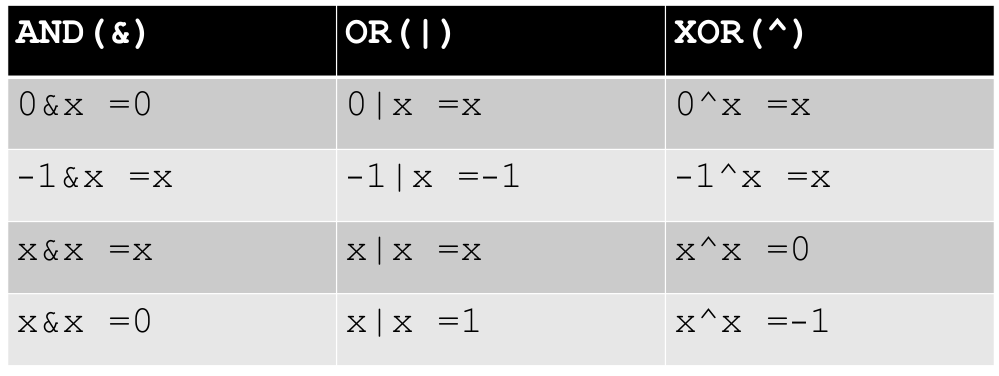 AND(&) OR(|) XOR(^)
0&x =0 0|x =x 0^x =x
-1&x =x -1|x =-1 -1^x =x
x&x =x x|x =x x^x =0
x&x =0 x|x =1 x^x =-1